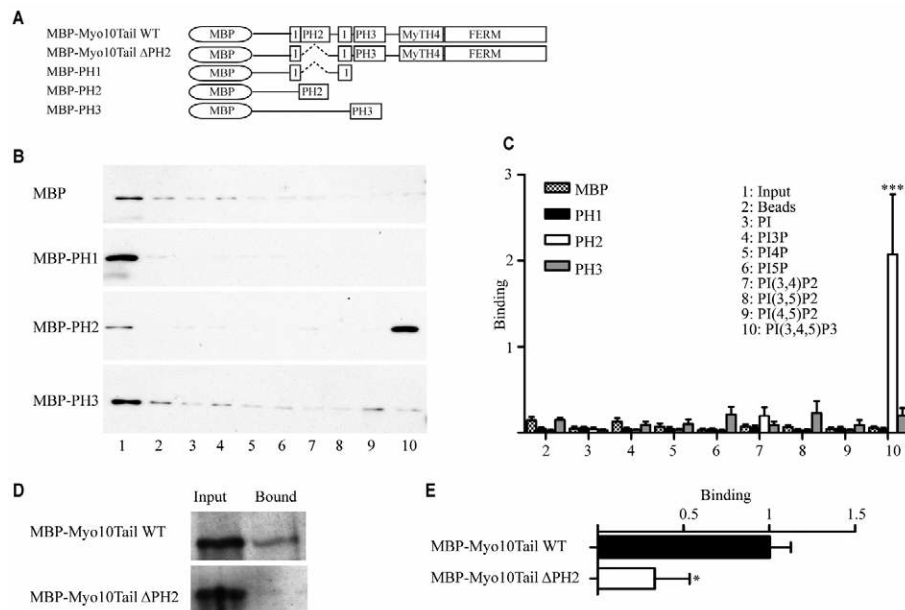 A
MBP-Myo10Tail WT MBP 1 PH2 1 PH3 MyTH4 FERM
MBP-Myo10Tail ΔPH2 MBP 1 1 PH3 MyTH4 FERM
MBP-PH1 MBP 1 1
MBP-PH2 MBP PH2
MBP-PH3 MBP PH3
B
MBP
MBP-PH1
MBP-PH2
MBP-PH3
1 2 3 4 5 6 7 8 9 10
C
3
2
1
Binding
MBP
PH1
PH2
PH3
1: Input
2: Beads
3: PI
4: PI3P
5: PI4P
6: PI5P
7: PI(3,4)P2
8: PI(3,5)P2
9: PI(4,5)P2
10: PI(3,4,5)P3
***
2 3 4 5 6 7 8 9 10
D
Input Bound
MBP-Myo10Tail WT
MBP-Myo10Tail ΔPH2
E
Binding
0.5 1 1.5
MBP-Myo10Tail WT
MBP-Myo10Tail ΔPH2 *